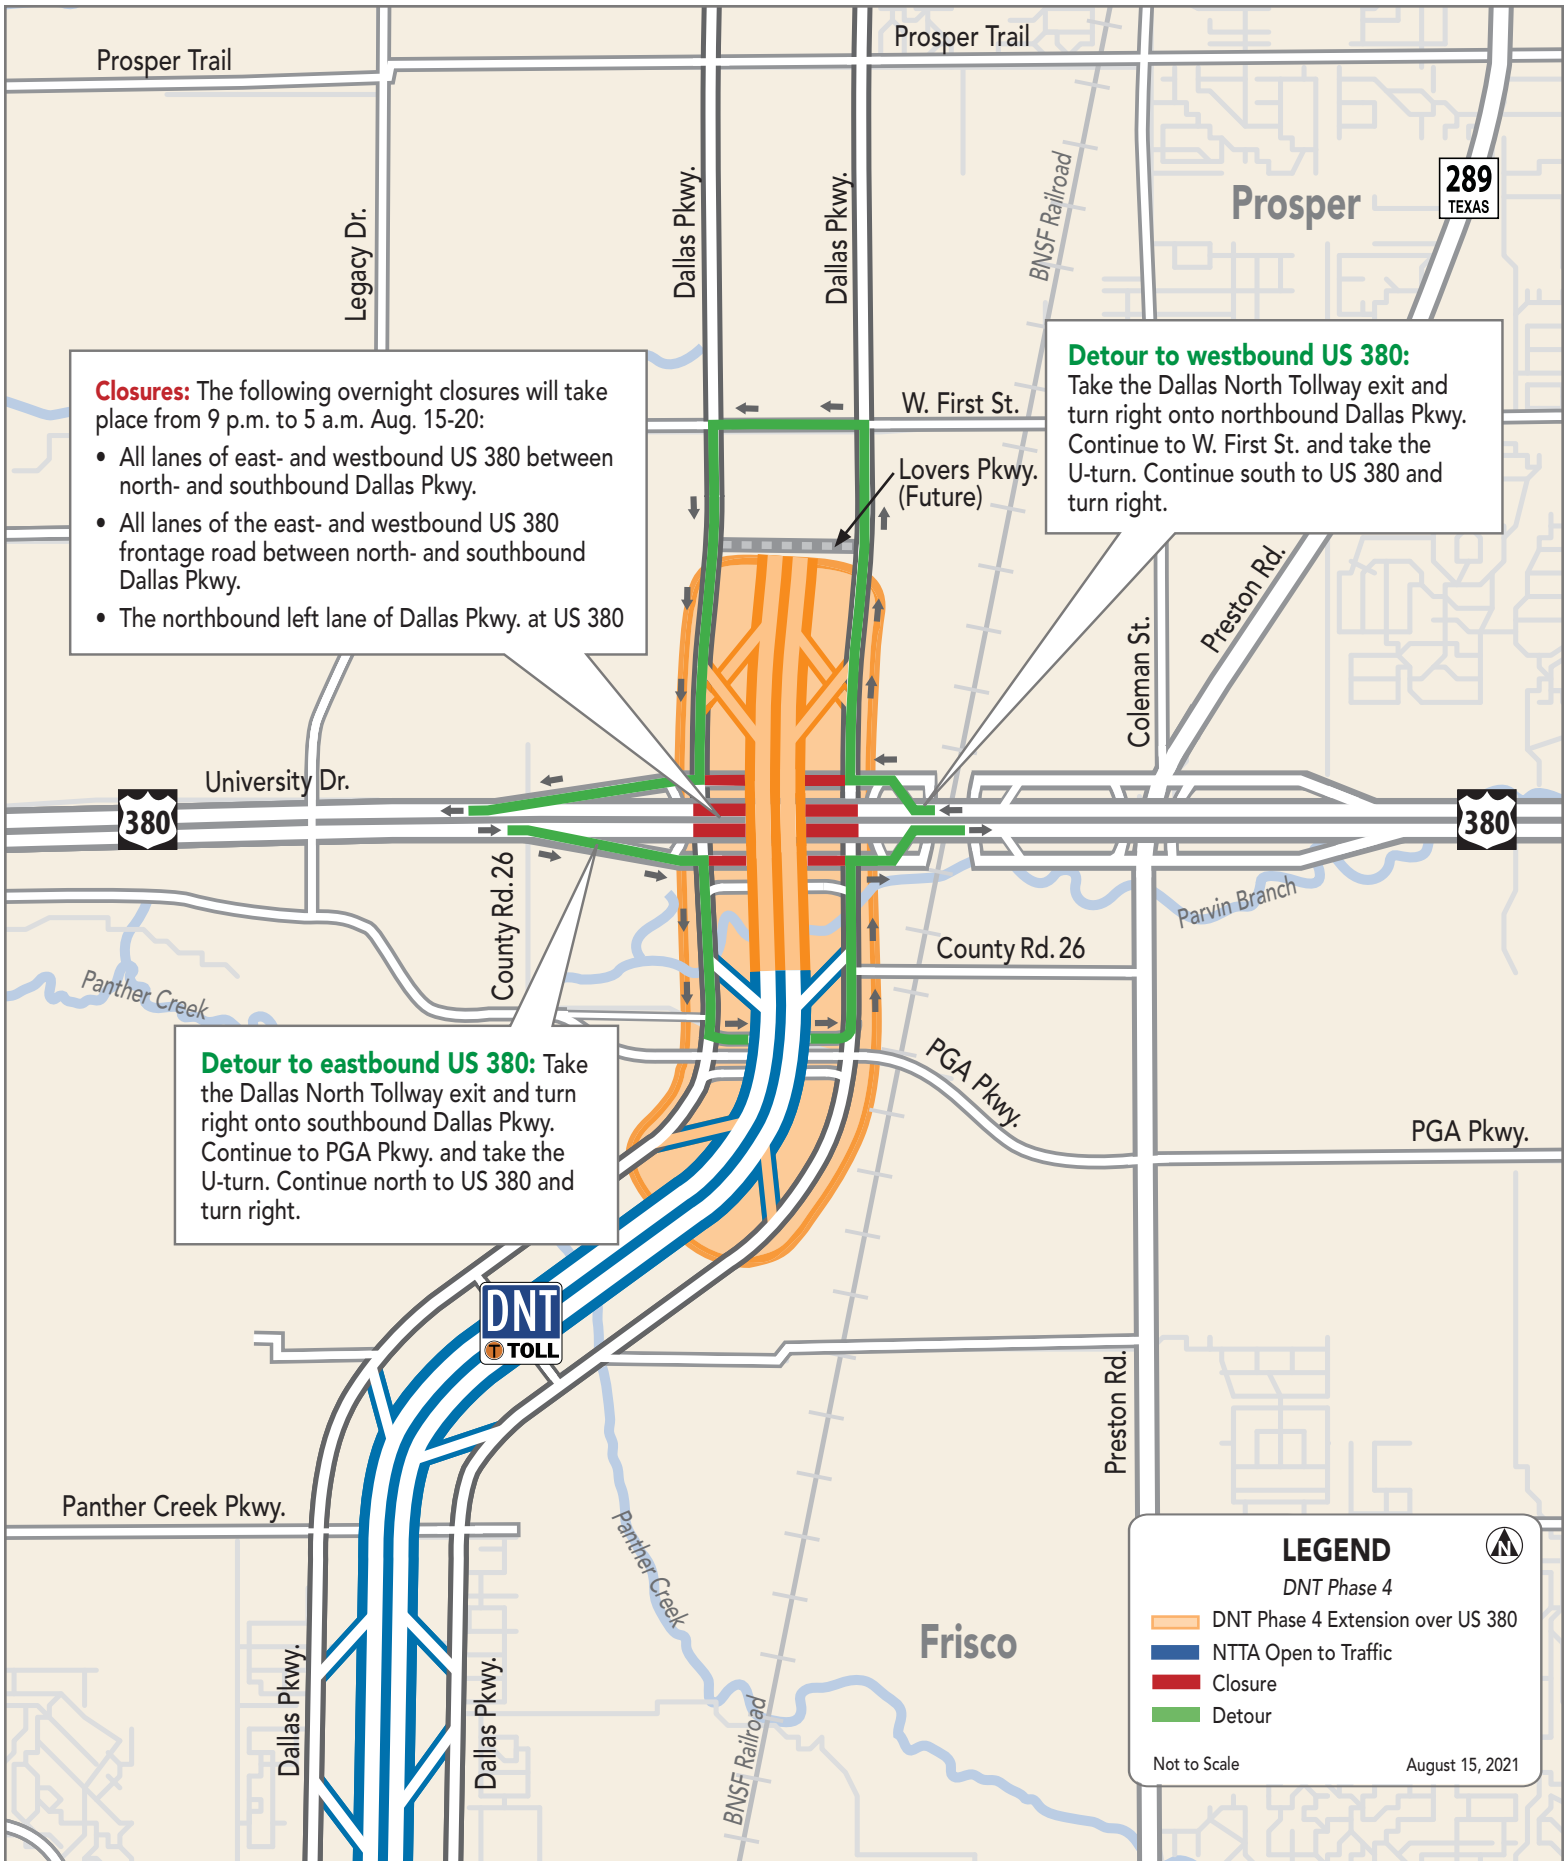 Prosper Trail
Prosper Trail
Legacy Dr.
Dallas Pkwy.
Dallas Pkwy.
BNSF Railroad
Prosper
289
TEXAS
Closures: The following overnight closures will take
place from 9 p.m. to 5 a.m. Aug. 15-20:
• All lanes of east- and westbound US 380 between
north- and southbound Dallas Pkwy.
• All lanes of the east- and westbound US 380
frontage road between north- and southbound
Dallas Pkwy.
• The northbound left lane of Dallas Pkwy. at US 380
W. First St.
Lovers Pkwy.
(Future)
Detour to westbound US 380:
Take the Dallas North Tollway exit and
turn right onto northbound Dallas Pkwy.
Continue to W. First St. and take the
U-turn. Continue south to US 380 and
turn right.
Coleman St.
Preston Rd.
University Dr.
380
380
County Rd. 26
County Rd. 26
Parvin Branch
Panther Creek
Detour to eastbound US 380: Take
the Dallas North Tollway exit and turn
right onto southbound Dallas Pkwy.
Continue to PGA Pkwy. and take the
U-turn. Continue north to US 380 and
turn right.
PGA Pkwy.
PGA Pkwy.
DNT
T TOLL
Preston Rd.
Panther Creek Pkwy.
Panther Creek
Dallas Pkwy.
Dallas Pkwy.
BNSF Railroad
Frisco
LEGEND
N
DNT Phase 4
DNT Phase 4 Extension over US 380
NTTA Open to Traffic
Closure
Detour
Not to Scale
August 15, 2021